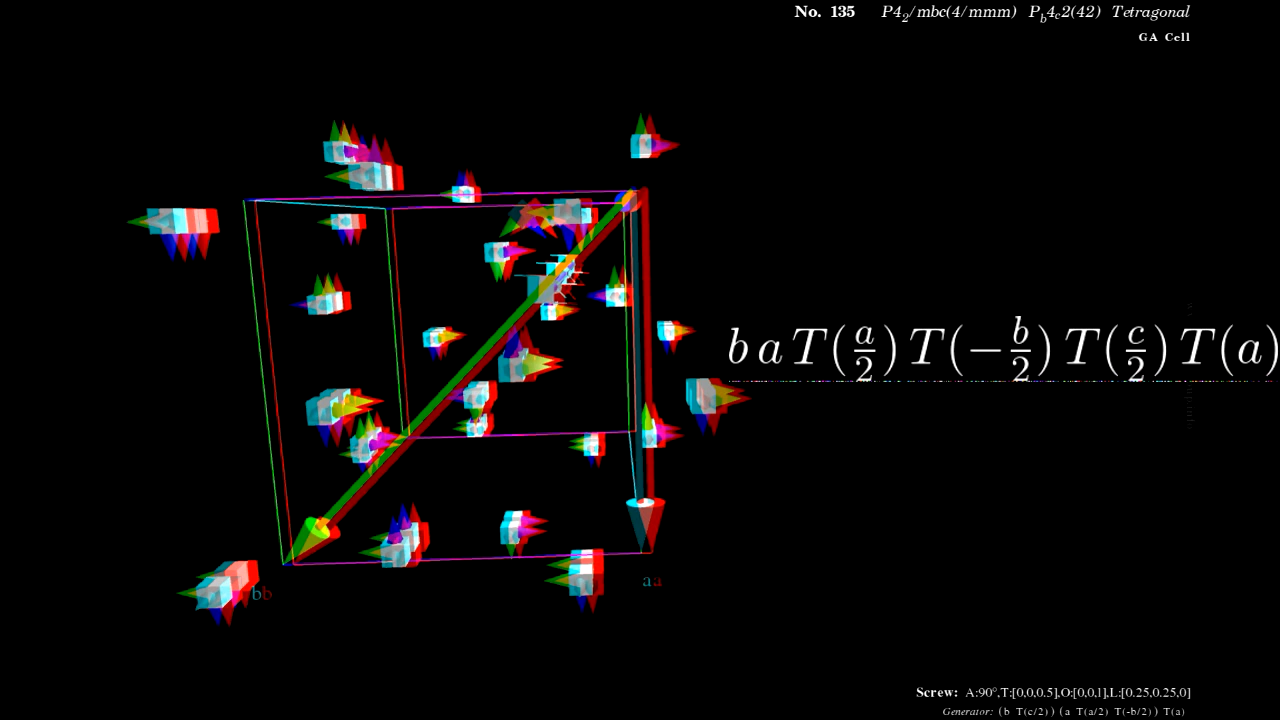 No. 135 P4₂/mbc(4/mmm) P_b4_c2(42) Tetragonal
GA Cell
b a T(a/2) T(−b/2) T(c/2) T(a)
bb
aa
Screw: A:90°,T:[0,0,0.5],O:[0,0,1],L:[0.25,0.25,0]
Generator: (b T(c/2)) (a T(a/2) T(-b/2)) T(a)